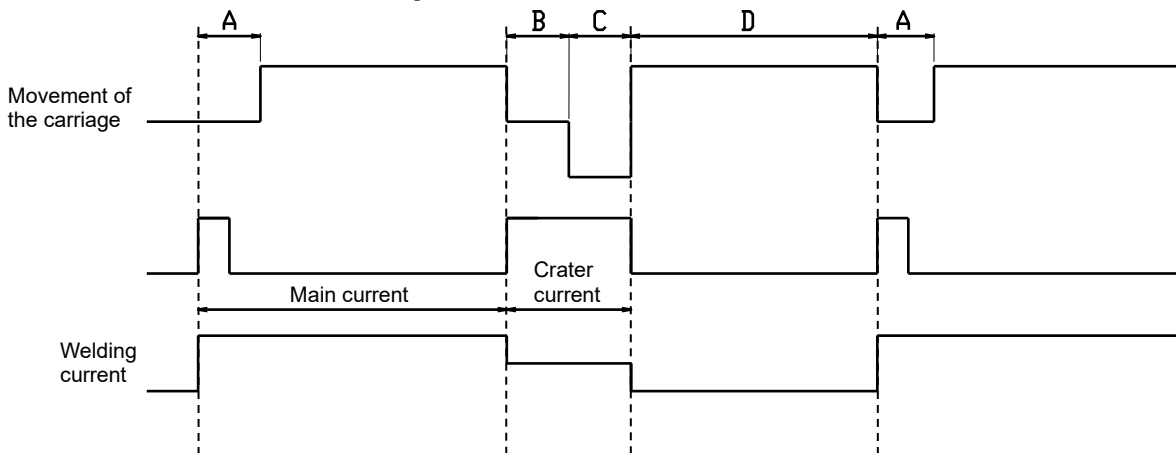 A B C D A
Movement of
the carriage
Crater
Main current current
Welding
current